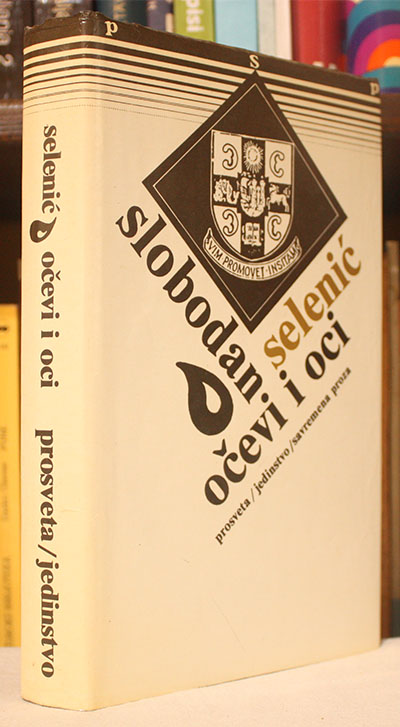 p s p
selenić očevi i oci prosveta/jedinstvo
Э С
Э С
VIM PROMOVET INSITAM
slobodan
selenić
očevi i oci
prosveta/jedinstvo/savremena proza